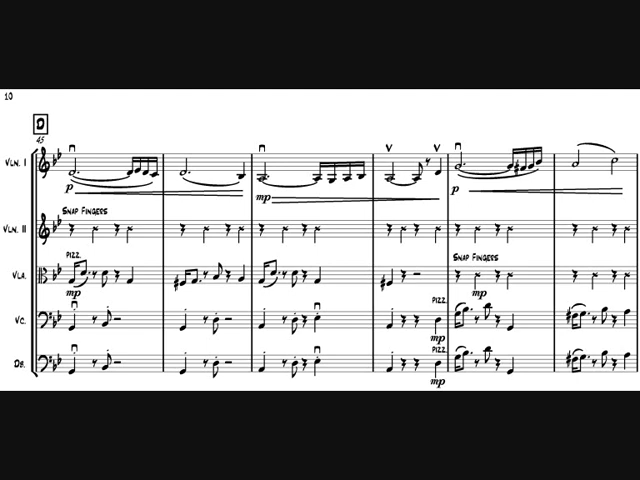 10
D
45
Vln. I
p
mp
p
Snap Fingers
Vln. II
pizz.
Snap Fingers
Vla.
mp
mp
pizz.
Vc.
mp
pizz.
Db.
mp